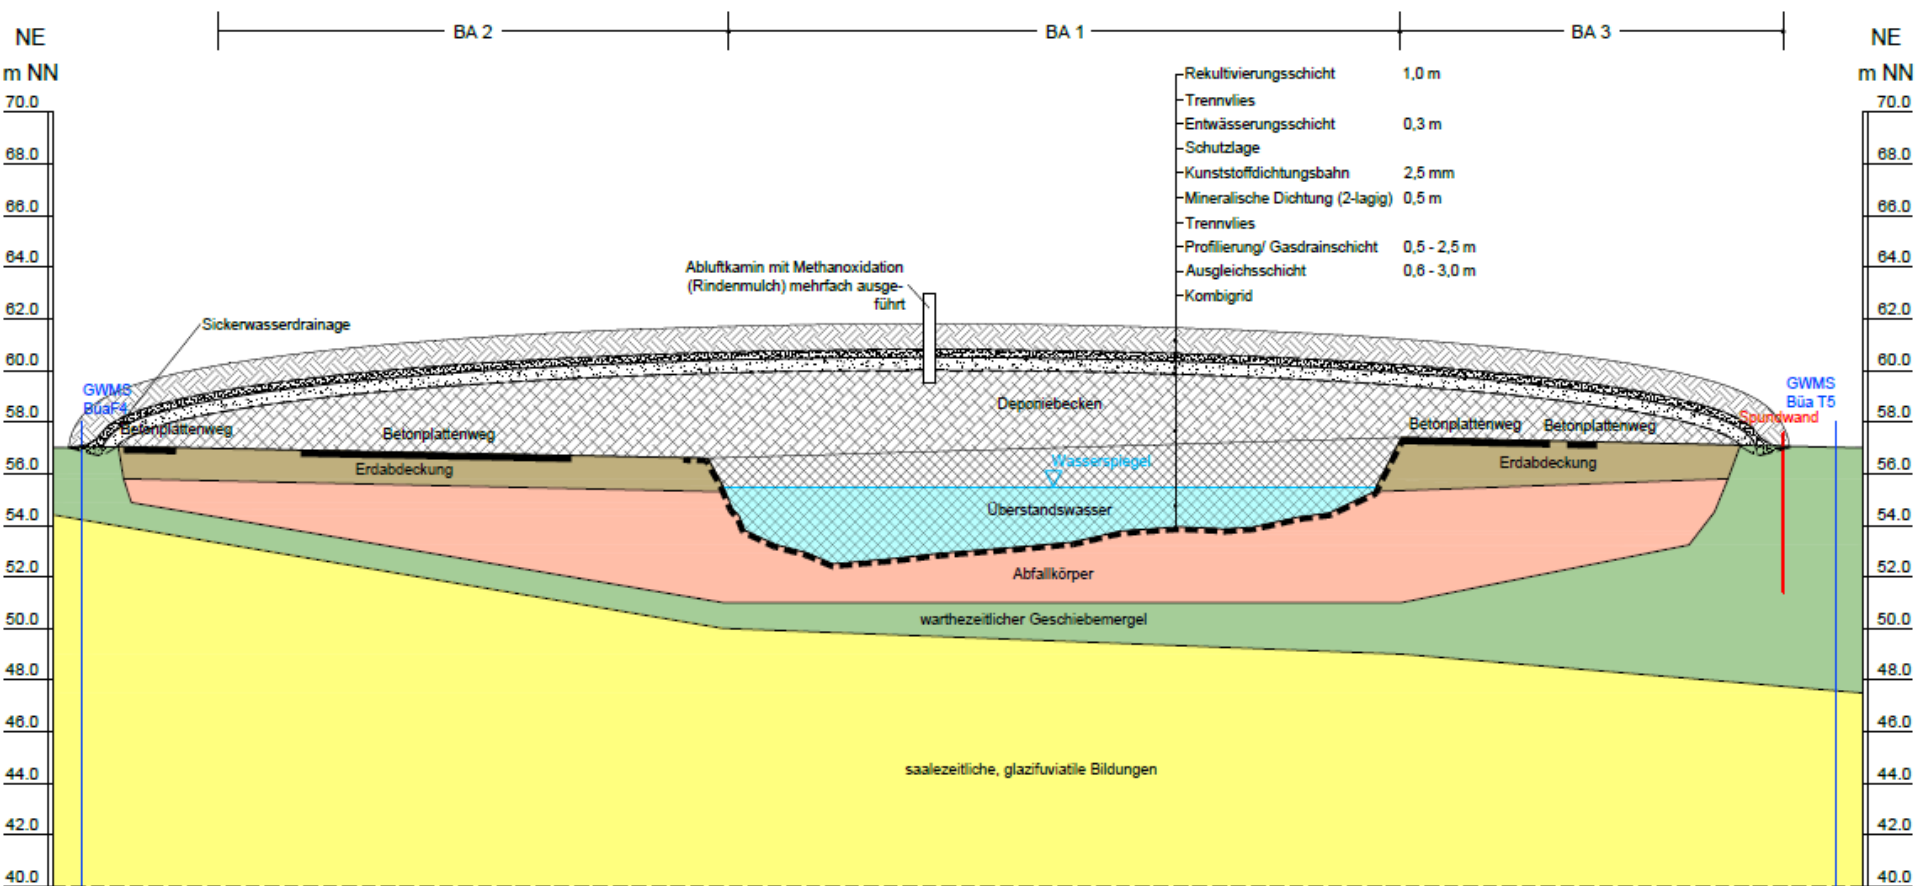 BA 2
BA 1
BA 3
NE
m NN
NE
m NN
Rekultivierungsschicht 1,0 m
Trennvlies
Entwässerungsschicht 0,3 m
Schutzlage
Kunststoffdichtungsbahn 2,5 mm
Mineralische Dichtung (2-lagig) 0,5 m
Trennvlies
Profilierung/ Gasdrainschicht 0,5 - 2,5 m
Ausgleichsschicht 0,6 - 3,0 m
Kombigrid
70.0
68.0
66.0
64.0
62.0
60.0
58.0
56.0
54.0
52.0
50.0
48.0
46.0
44.0
42.0
40.0
70.0
68.0
66.0
64.0
62.0
60.0
58.0
56.0
54.0
52.0
50.0
48.0
46.0
44.0
42.0
40.0
Abluftkamin mit Methanoxidation
(Rindenmulch) mehrfach ausge-
führt
Sickerwasserdrainage
GWMS
BüaF4
GWMS
Büa T5
Spundwand
Deponiebecken
Betonplattenweg
Betonplattenweg
Betonplattenweg
Betonplattenweg
Erdabdeckung
Wasserspiegel
Erdabdeckung
Überstandswasser
Abfallkörper
warthezeitlicher Geschiebemergel
saalezeitliche, glazifuviatile Bildungen